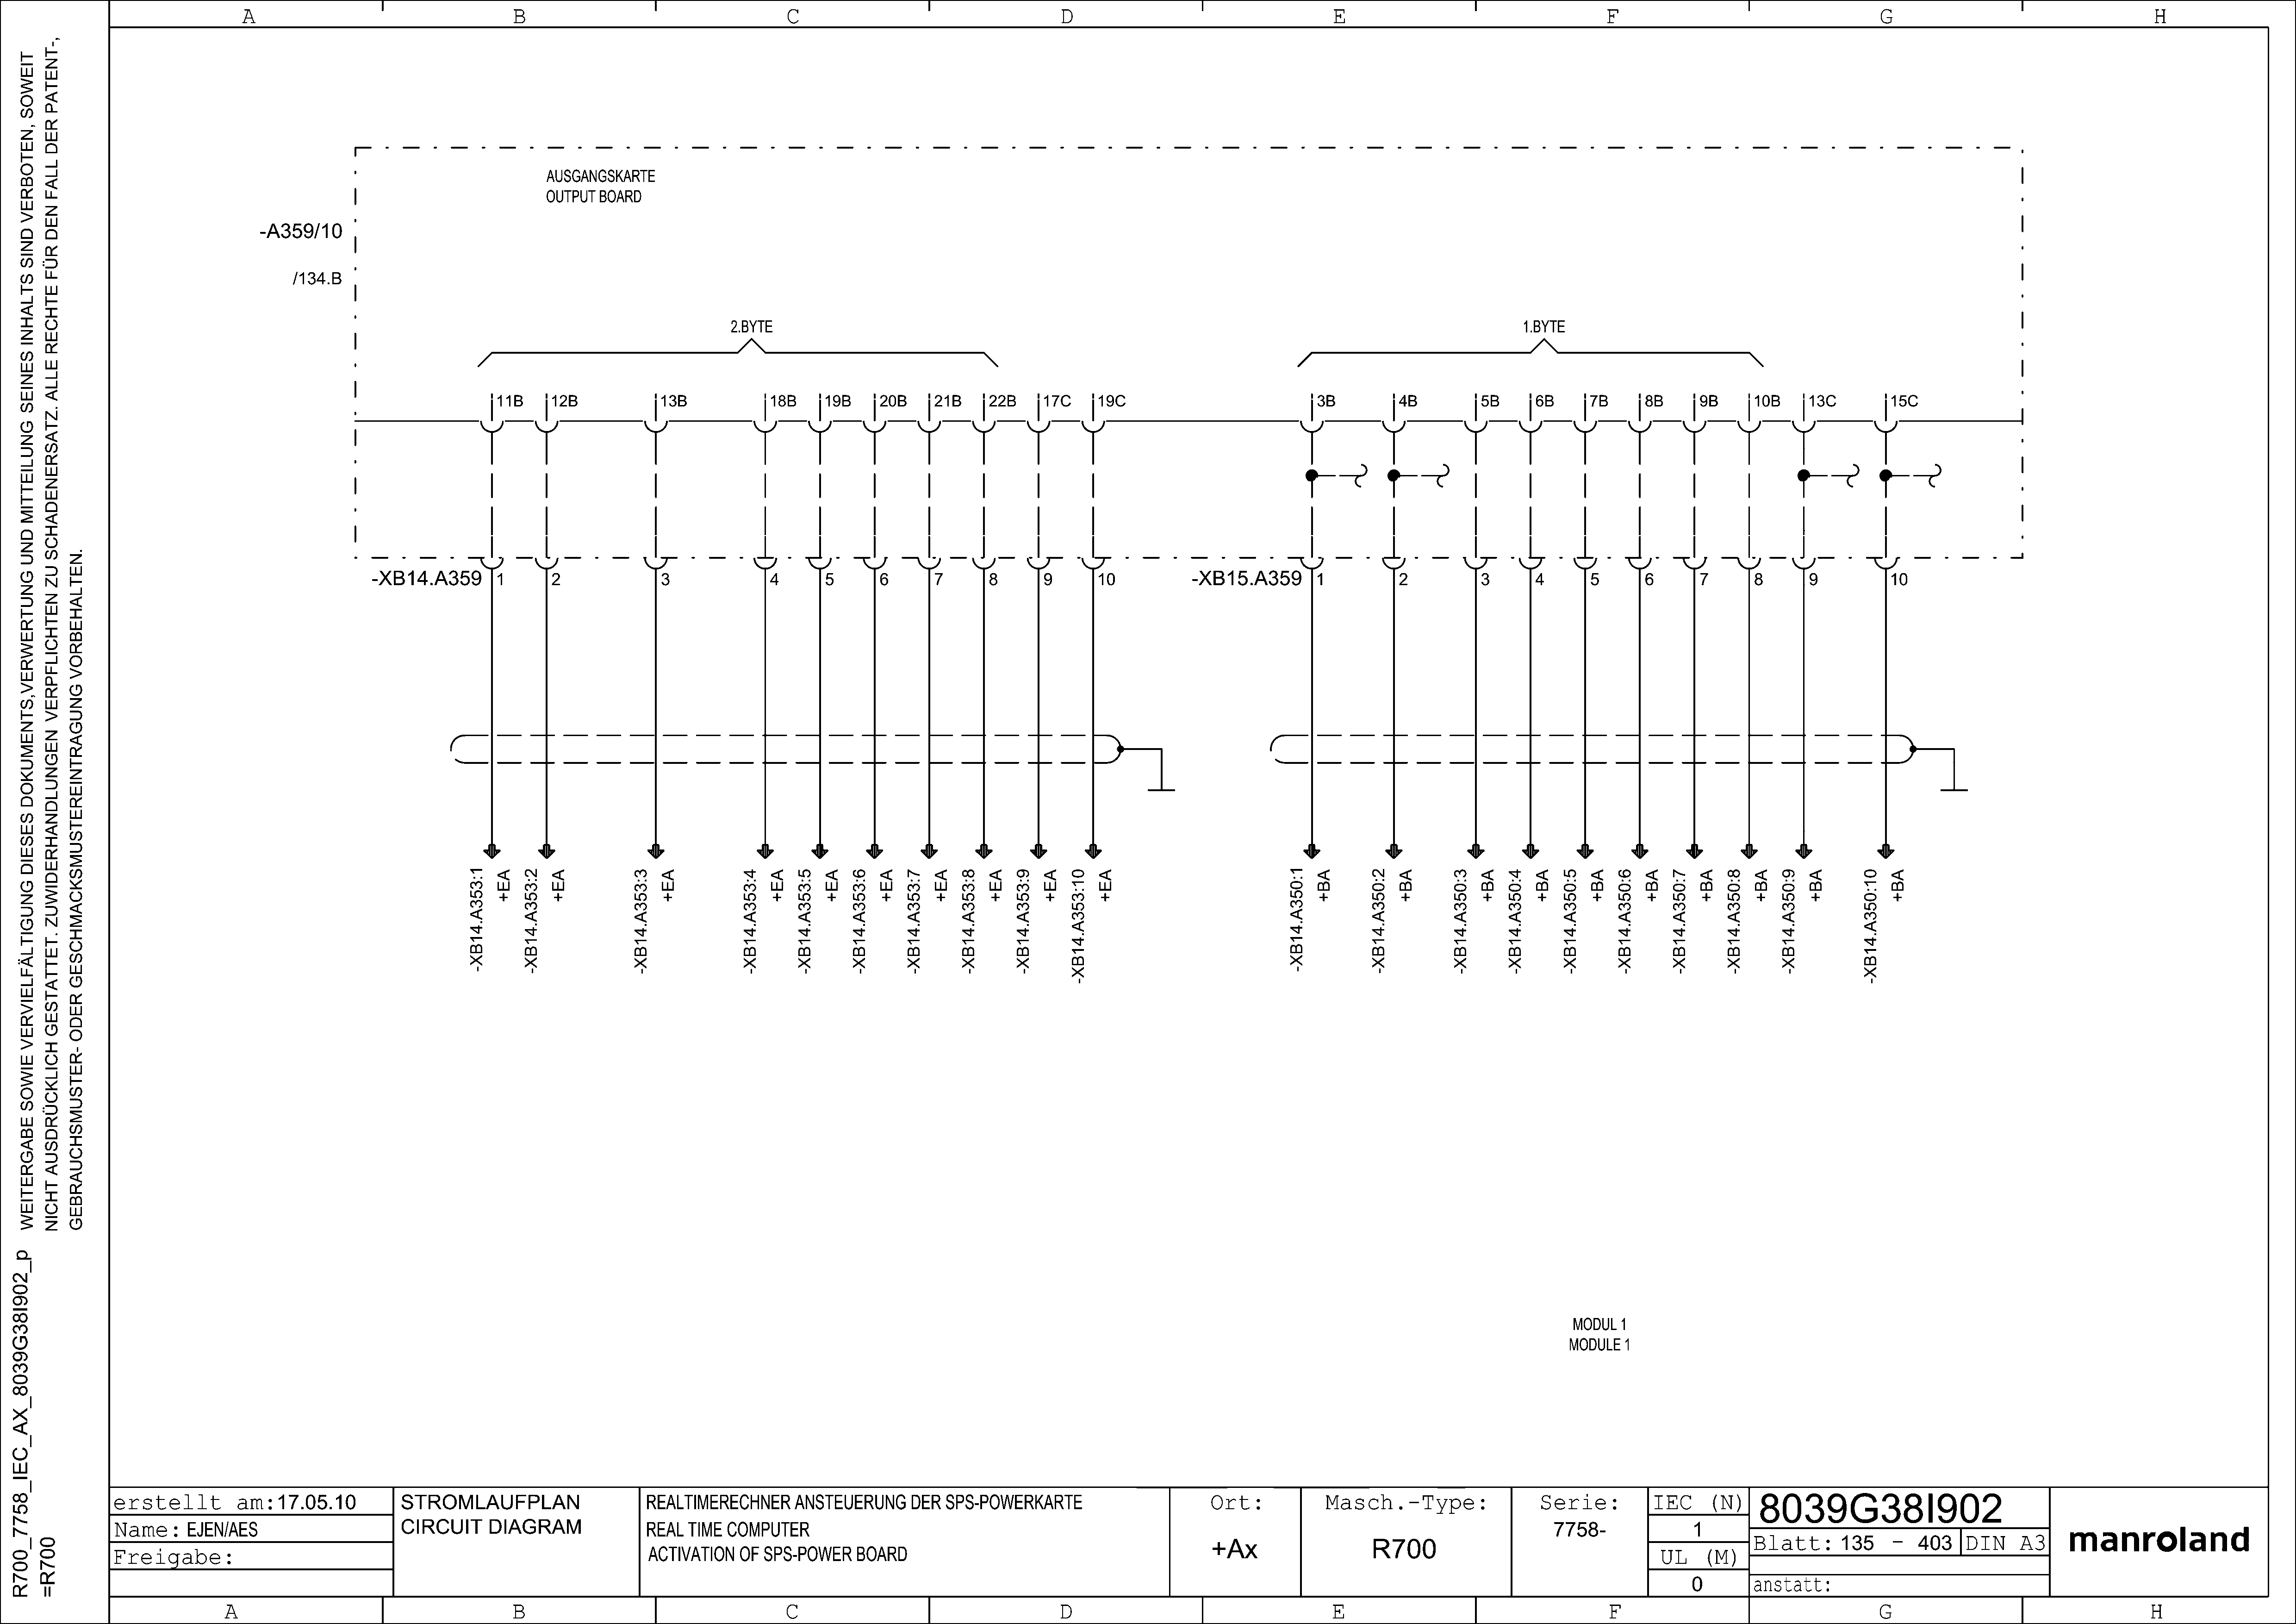 A B C D E F G H
WEITERGABE SOWIE VERVIELFÄLTIGUNG DIESES DOKUMENTS,VERWERTUNG UND MITTEILUNG SEINES INHALTS SIND VERBOTEN, SOWEIT
NICHT AUSDRÜCKLICH GESTATTET. ZUWIDERHANDLUNGEN VERPFLICHTEN ZU SCHADENERSATZ. ALLE RECHTE FÜR DEN FALL DER PATENT-,
GEBRAUCHSMUSTER- ODER GESCHMACKSMUSTEREINTRAGUNG VORBEHALTEN.
R700_7758_IEC_AX_8039G38I902_p
=R700
AUSGANGSKARTE
OUTPUT BOARD
-A359/10
/134.B
2.BYTE 1.BYTE
11B 12B 13B 18B 19B 20B 21B 22B 17C 19C 3B 4B 5B 6B 7B 8B 9B 10B 13C 15C
-XB14.A359 1 2 3 4 5 6 7 8 9 10 -XB15.A359 1 2 3 4 5 6 7 8 9 10
-XB14.A353:1
+EA
-XB14.A353:2
+EA
-XB14.A353:3
+EA
-XB14.A353:4
+EA
-XB14.A353:5
+EA
-XB14.A353:6
+EA
-XB14.A353:7
+EA
-XB14.A353:8
+EA
-XB14.A353:9
+EA
-XB14.A353:10
+EA
-XB14.A350:1
+BA
-XB14.A350:2
+BA
-XB14.A350:3
+BA
-XB14.A350:4
+BA
-XB14.A350:5
+BA
-XB14.A350:6
+BA
-XB14.A350:7
+BA
-XB14.A350:8
+BA
-XB14.A350:9
+BA
-XB14.A350:10
+BA
MODUL 1
MODULE 1
erstellt am:17.05.10
Name: EJEN/AES
Freigabe:
STROMLAUFPLAN
CIRCUIT DIAGRAM
REALTIMERECHNER ANSTEUERUNG DER SPS-POWERKARTE
REAL TIME COMPUTER
ACTIVATION OF SPS-POWER BOARD
Ort:
+Ax
Masch.-Type:
R700
Serie:
7758-
IEC (N)
1
UL (M)
0
8039G38I902
Blatt: 135 - 403 DIN A3
anstatt:
manroland
A B C D E F G H